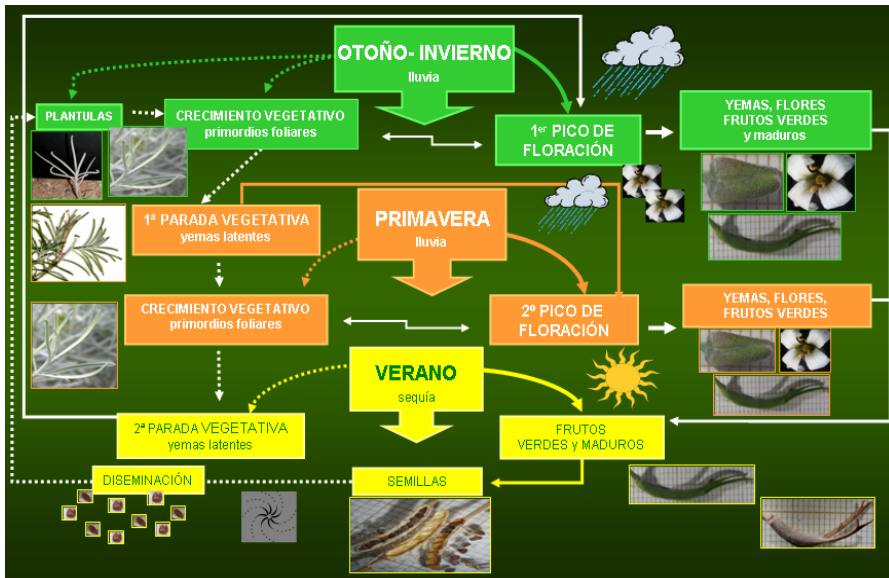 OTOÑO- INVIERNO
lluvia
PLANTULAS
CRECIMIENTO VEGETATIVO
primordios foliares
1er PICO DE
FLORACIÓN
YEMAS, FLORES
FRUTOS VERDES
y maduros
1ª PARADA VEGETATIVA
yemas latentes
PRIMAVERA
lluvia
CRECIMIENTO VEGETATIVO
primordios foliares
2º PICO DE
FLORACIÓN
YEMAS, FLORES,
FRUTOS VERDES
VERANO
sequía
2ª PARADA VEGETATIVA
yemas latentes
FRUTOS
VERDES y MADUROS
DISEMINACIÓN
SEMILLAS